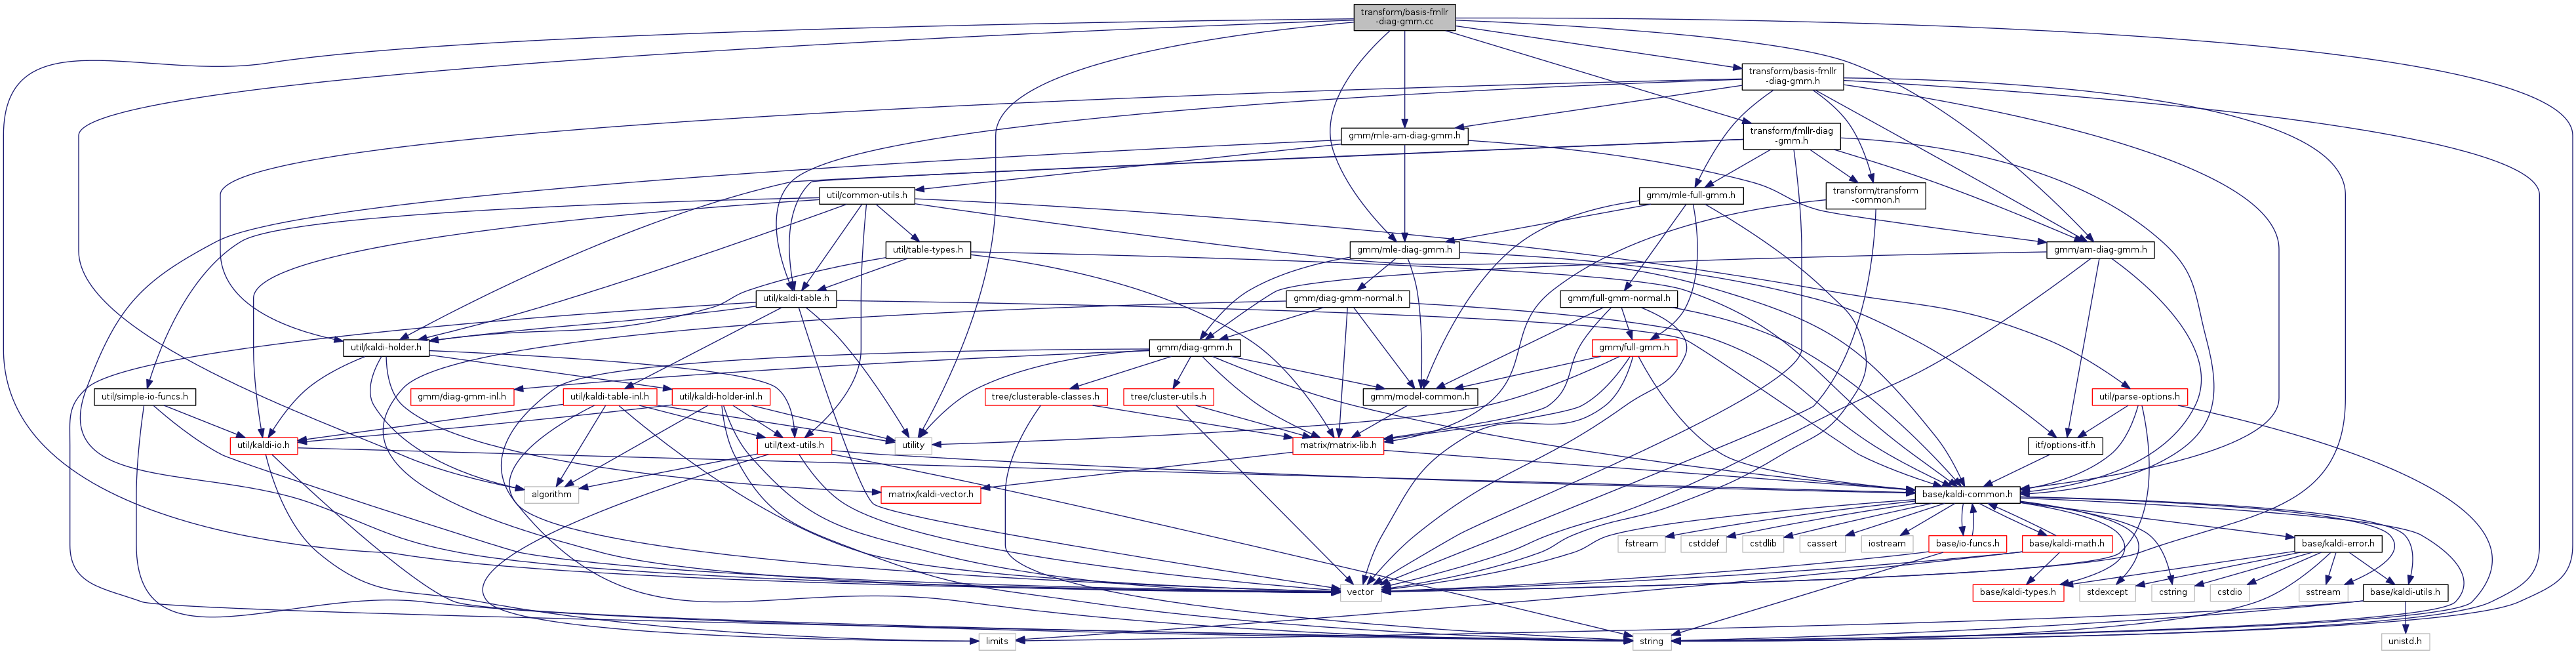 transform/basis-fmllr
-diag-gmm.cc
transform/basis-fmllr
-diag-gmm.h
gmm/mle-am-diag-gmm.h
transform/fmllr-diag
-gmm.h
util/common-utils.h
gmm/mle-full-gmm.h
transform/transform
-common.h
util/table-types.h
gmm/mle-diag-gmm.h
gmm/am-diag-gmm.h
util/kaldi-table.h
gmm/diag-gmm-normal.h
gmm/full-gmm-normal.h
util/kaldi-holder.h
gmm/diag-gmm.h
gmm/full-gmm.h
util/simple-io-funcs.h
gmm/diag-gmm-inl.h
util/kaldi-table-inl.h
util/kaldi-holder-inl.h
tree/clusterable-classes.h
tree/cluster-utils.h
gmm/model-common.h
util/parse-options.h
util/kaldi-io.h
util/text-utils.h
utility
matrix/matrix-lib.h
itf/options-itf.h
algorithm
matrix/kaldi-vector.h
base/kaldi-common.h
fstream
cstddef
cstdlib
cassert
iostream
base/io-funcs.h
base/kaldi-math.h
base/kaldi-error.h
vector
base/kaldi-types.h
stdexcept
cstring
cstdio
sstream
base/kaldi-utils.h
limits
string
unistd.h